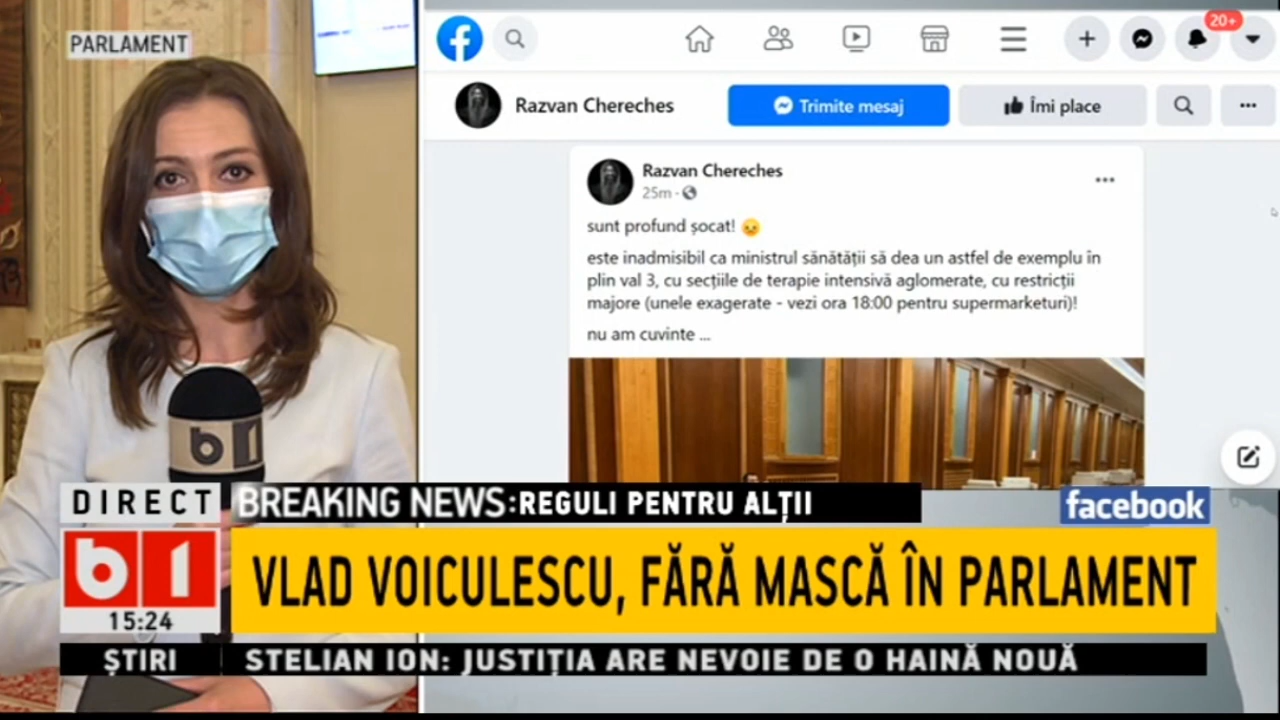 PARLAMENT
20+
Razvan Chereches
Trimite mesaj
Îmi place
Razvan Chereches
25m
sunt profund șocat!
este inadmisibil ca ministrul sănătății să dea un astfel de exemplu în
plin val 3, cu secțiile de terapie intensivă aglomerate, cu restricții
majore (unele exagerate - vezi ora 18:00 pentru supermarketuri)!
nu am cuvinte ...
b1
DIRECT
BREAKING NEWS: REGULI PENTRU ALȚII
facebook
b1
VLAD VOICULESCU, FĂRĂ MASCĂ ÎN PARLAMENT
15:24
ȘTIRI
STELIAN ION: JUSTIȚIA ARE NEVOIE DE O HAINĂ NOUĂ